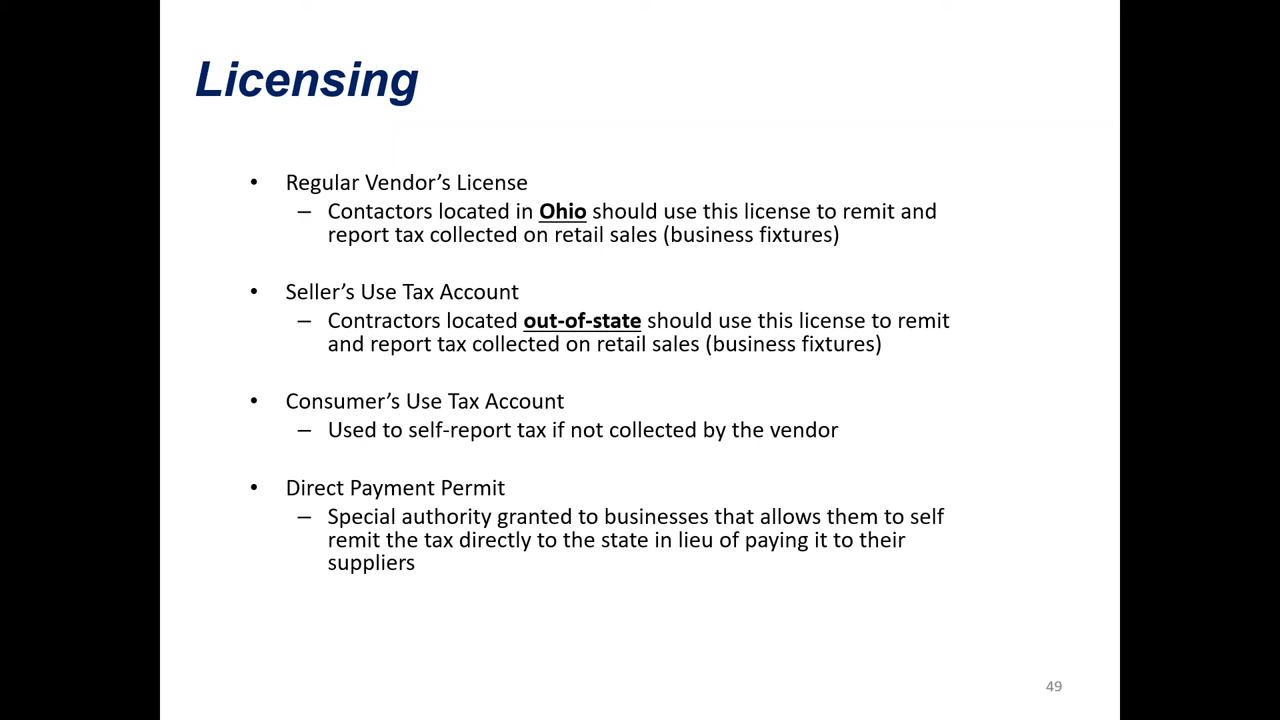 Licensing
• Regular Vendor’s License
– Contactors located in Ohio should use this license to remit and
report tax collected on retail sales (business fixtures)
• Seller’s Use Tax Account
– Contractors located out-of-state should use this license to remit
and report tax collected on retail sales (business fixtures)
• Consumer’s Use Tax Account
– Used to self-report tax if not collected by the vendor
• Direct Payment Permit
– Special authority granted to businesses that allows them to self
remit the tax directly to the state in lieu of paying it to their
suppliers
49